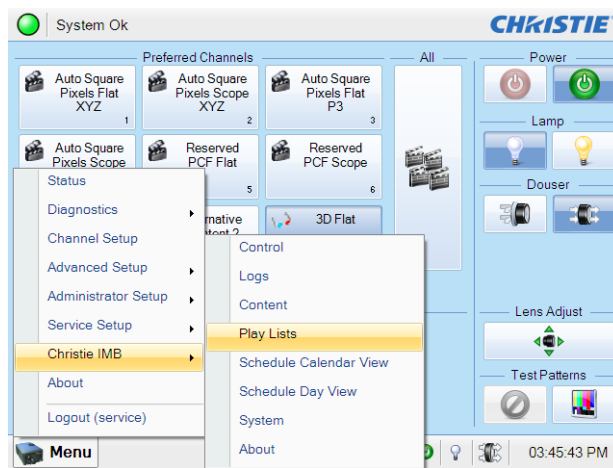 System Ok
CHRISTIE
Preferred Channels
All
Power
Auto Square
Pixels Flat
XYZ
1
Auto Square
Pixels Scope
XYZ
2
Auto Square
Pixels Flat
P3
3
Lamp
Auto Square
Pixels Scope
Reserved
PCF Flat
5
Reserved
PCF Scope
6
Douser
3D Flat
Status
Diagnostics
Channel Setup
Advanced Setup
Administrator Setup
Service Setup
Christie IMB
About
Logout (service)
Control
Logs
Content
Play Lists
Schedule Calendar View
Schedule Day View
System
About
Lens Adjust
Test Patterns
Menu
03:45:43 PM